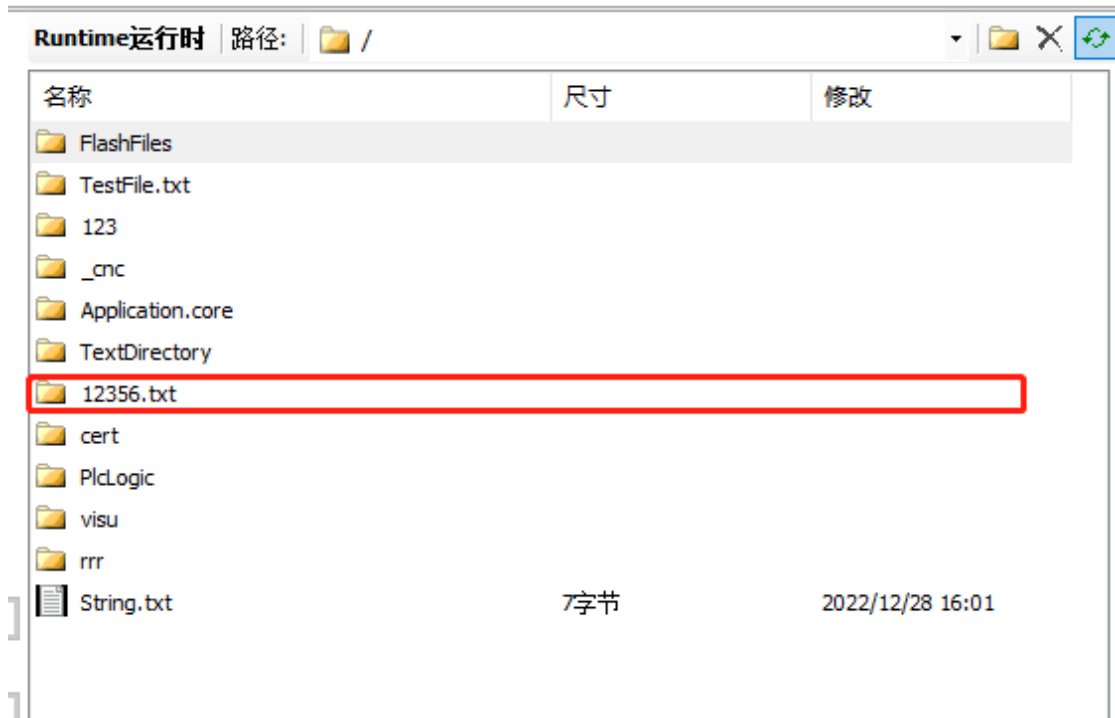 Runtime运行时 路径: /
名称 尺寸 修改
FlashFiles
TestFile.txt
123
_cnc
Application.core
TextDirectory
12356.txt
cert
PlcLogic
visu
rrr
String.txt 7字节 2022/12/28 16:01